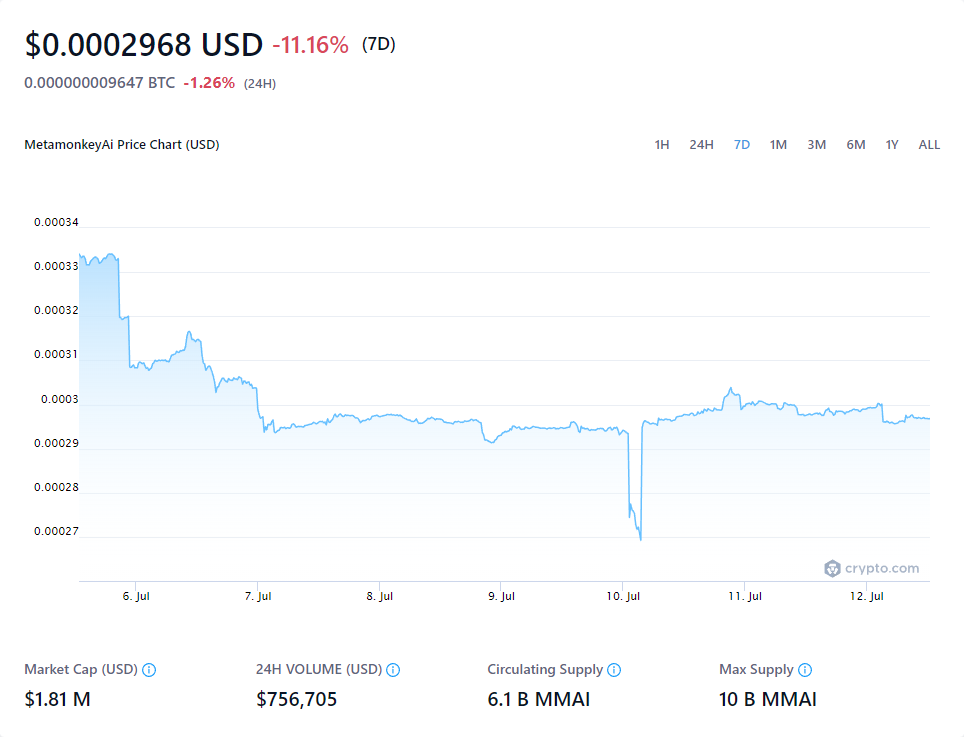 $0.0002968 USD -11.16% (7D)
0.000000009647 BTC -1.26% (24H)
MetamonkeyAi Price Chart (USD) 1H 24H 7D 1M 3M 6M 1Y ALL
0.00034
0.00033
0.00032
0.00031
0.0003
0.00029
0.00028
0.00027
crypto.com
6. Jul 7. Jul 8. Jul 9. Jul 10. Jul 11. Jul 12. Jul
Market Cap (USD) 24H VOLUME (USD) Circulating Supply Max Supply
$1.81 M $756,705 6.1 B MMAI 10 B MMAI